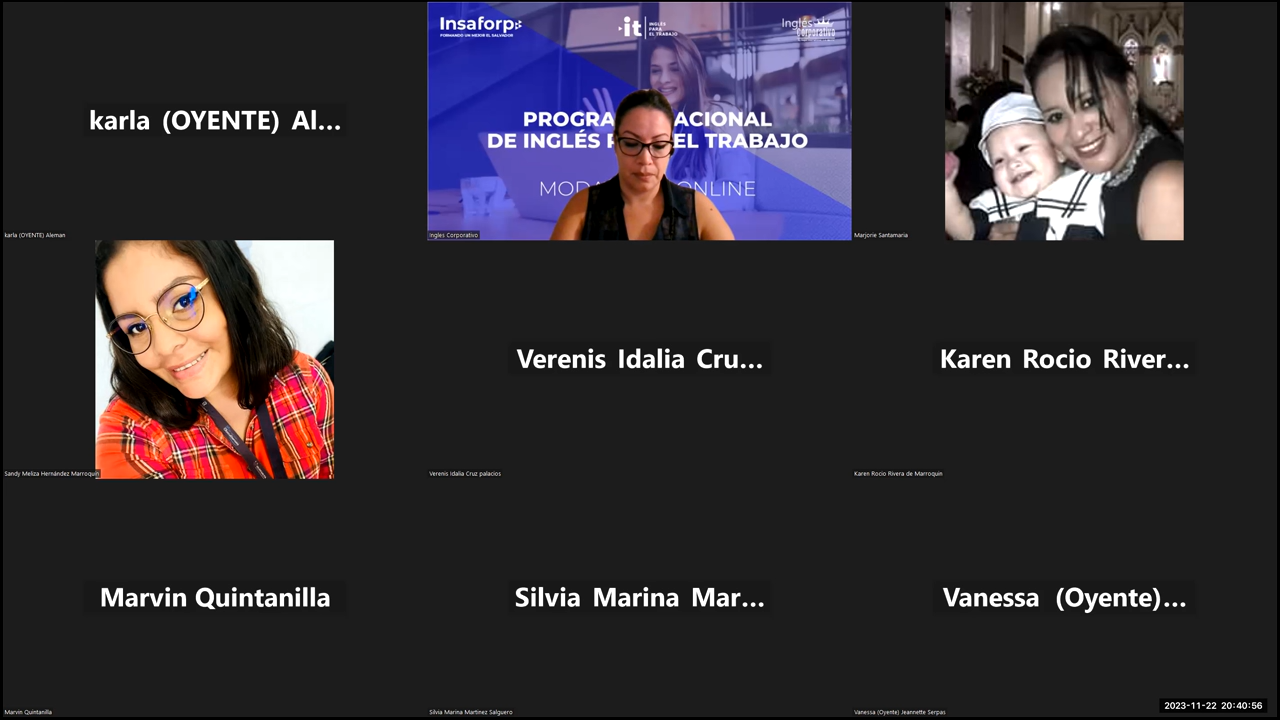 karla (OYENTE) Al...
karla (OYENTE) Aleman
Insaforp
FORMANDO UN MEJOR EL SALVADOR
it
INGLÉS
PARA
EL TRABAJO
Inglés
Corporativo
PROGRA ACIONAL
DE INGLÉS P EL TRABAJO
MODA ONLINE
Ingles Corporativo
Marjorie Santamaria
Sandy Meliza Hernández Marroquin
Verenis Idalia Cru...
Verenis Idalia Cruz palacios
Karen Rocio River...
Karen Rocio Rivera de Marroquin
Marvin Quintanilla
Marvin Quintanilla
Silvia Marina Mar...
Silvia Marina Martinez Salguero
Vanessa (Oyente)...
Vanessa (Oyente) Jeannette Serpas
2023-11-22 20:40:56